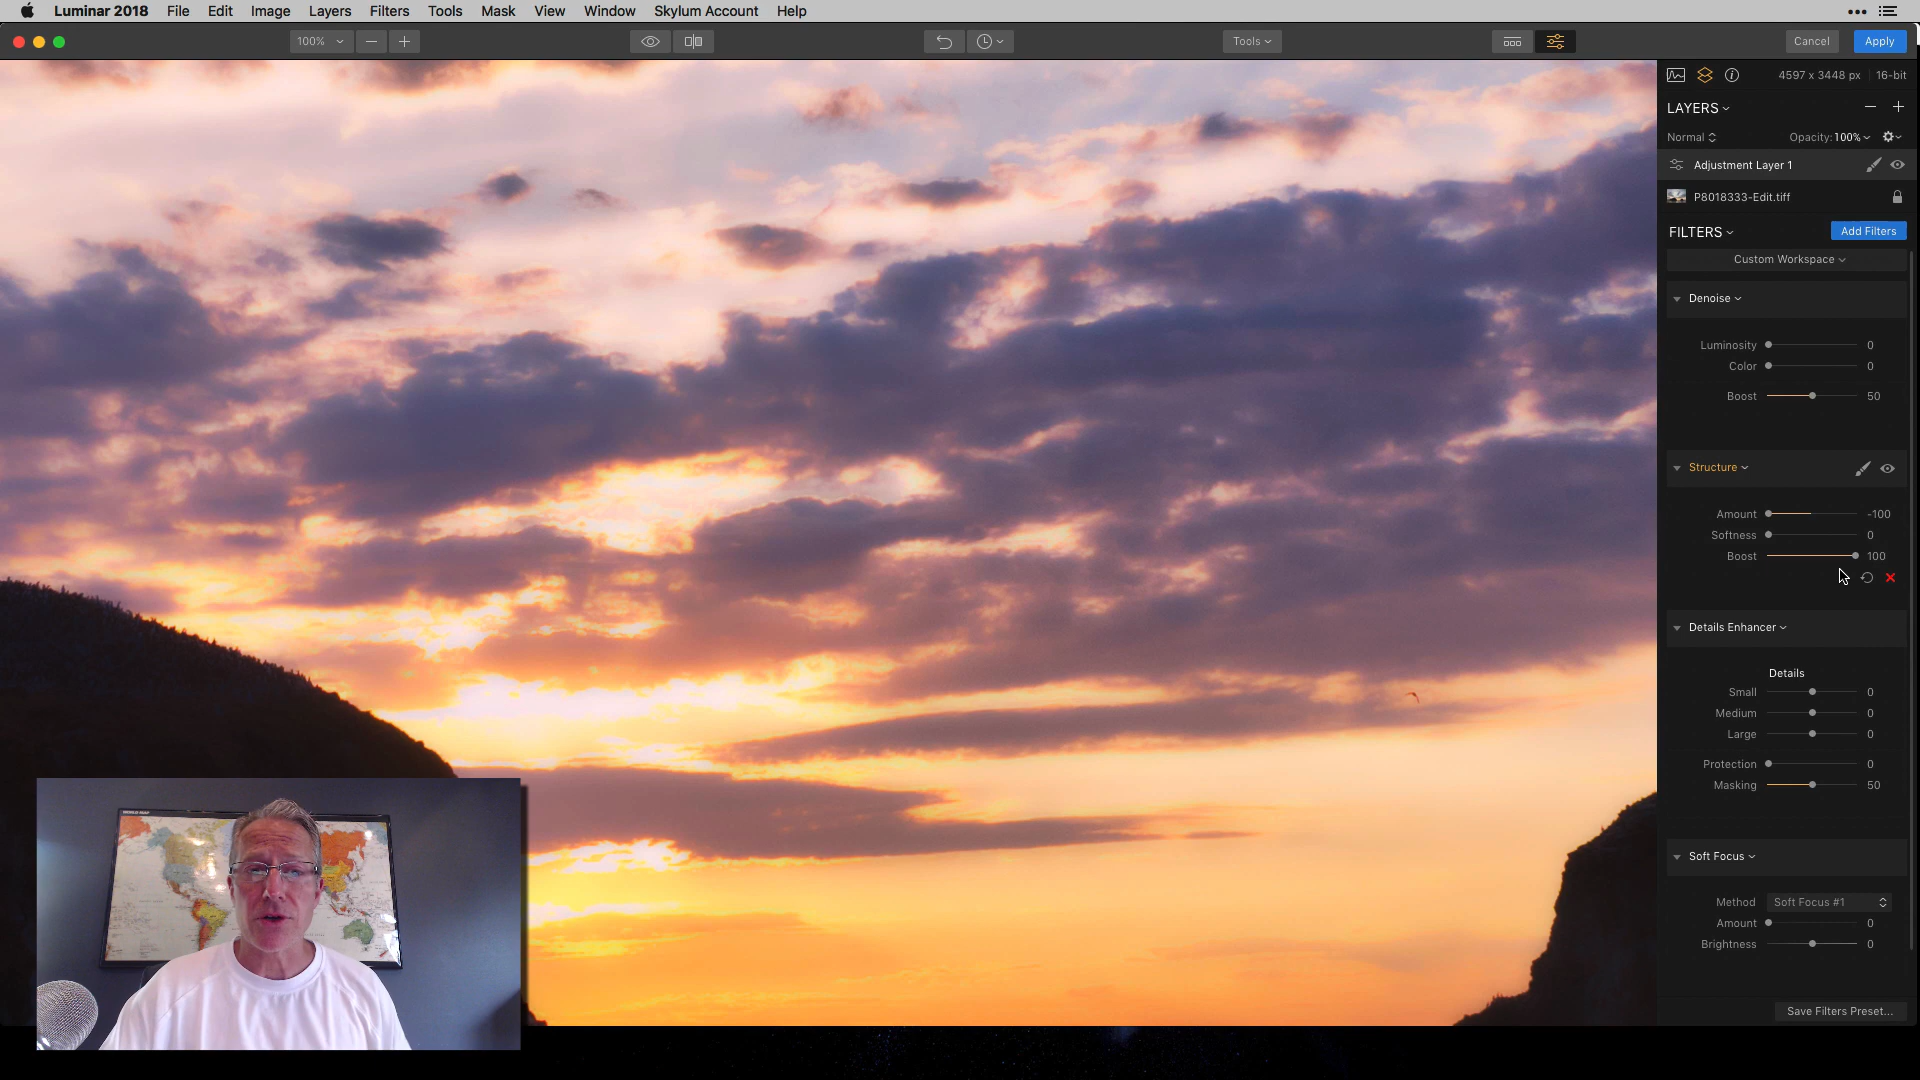 Luminar 2018 File Edit Image Layers Filters Tools Mask View Window Skylum Account Help
100% Tools Cancel Apply
4597 x 3448 px 16-bit
LAYERS
Normal Opacity: 100%
Adjustment Layer 1
P8018333-Edit.tiff
FILTERS Add Filters
Custom Workspace
Denoise
Luminosity 0
Color 0
Boost 50
Structure
Amount -100
Softness 0
Boost 100
Details Enhancer
Details
Small 0
Medium 0
Large 0
Protection 0
Masking 50
Soft Focus
Method Soft Focus #1
Amount 0
Brightness 0
Save Filters Preset...
WORLD MAP